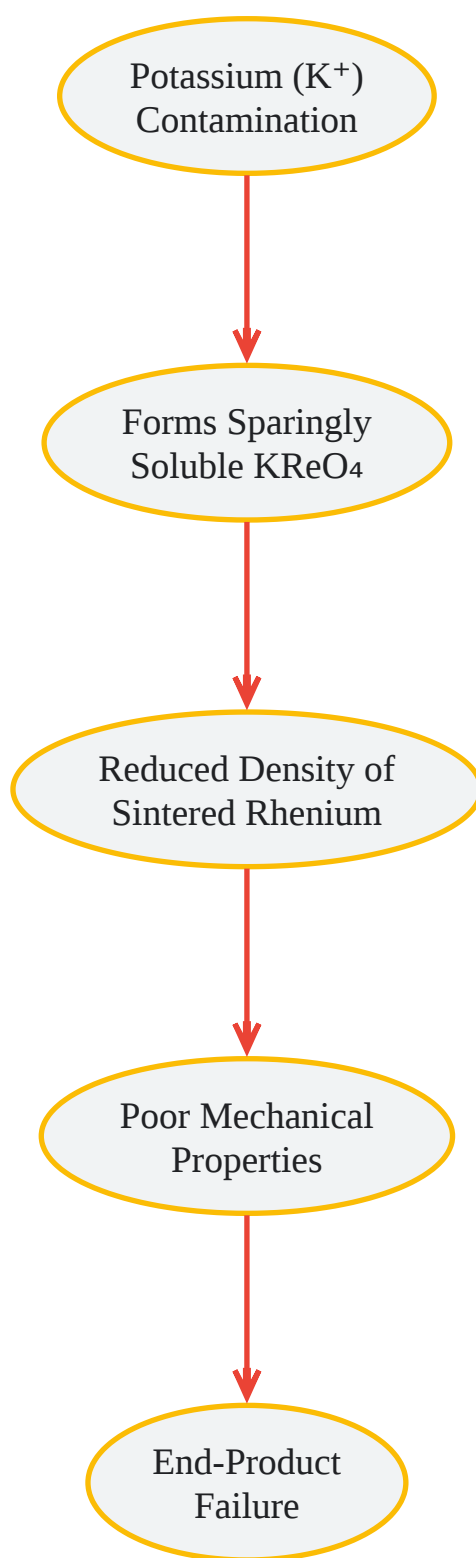 Potassium (K⁺)
Contamination
Forms Sparingly
Soluble KReO₄
Reduced Density of
Sintered Rhenium
Poor Mechanical
Properties
End-Product
Failure